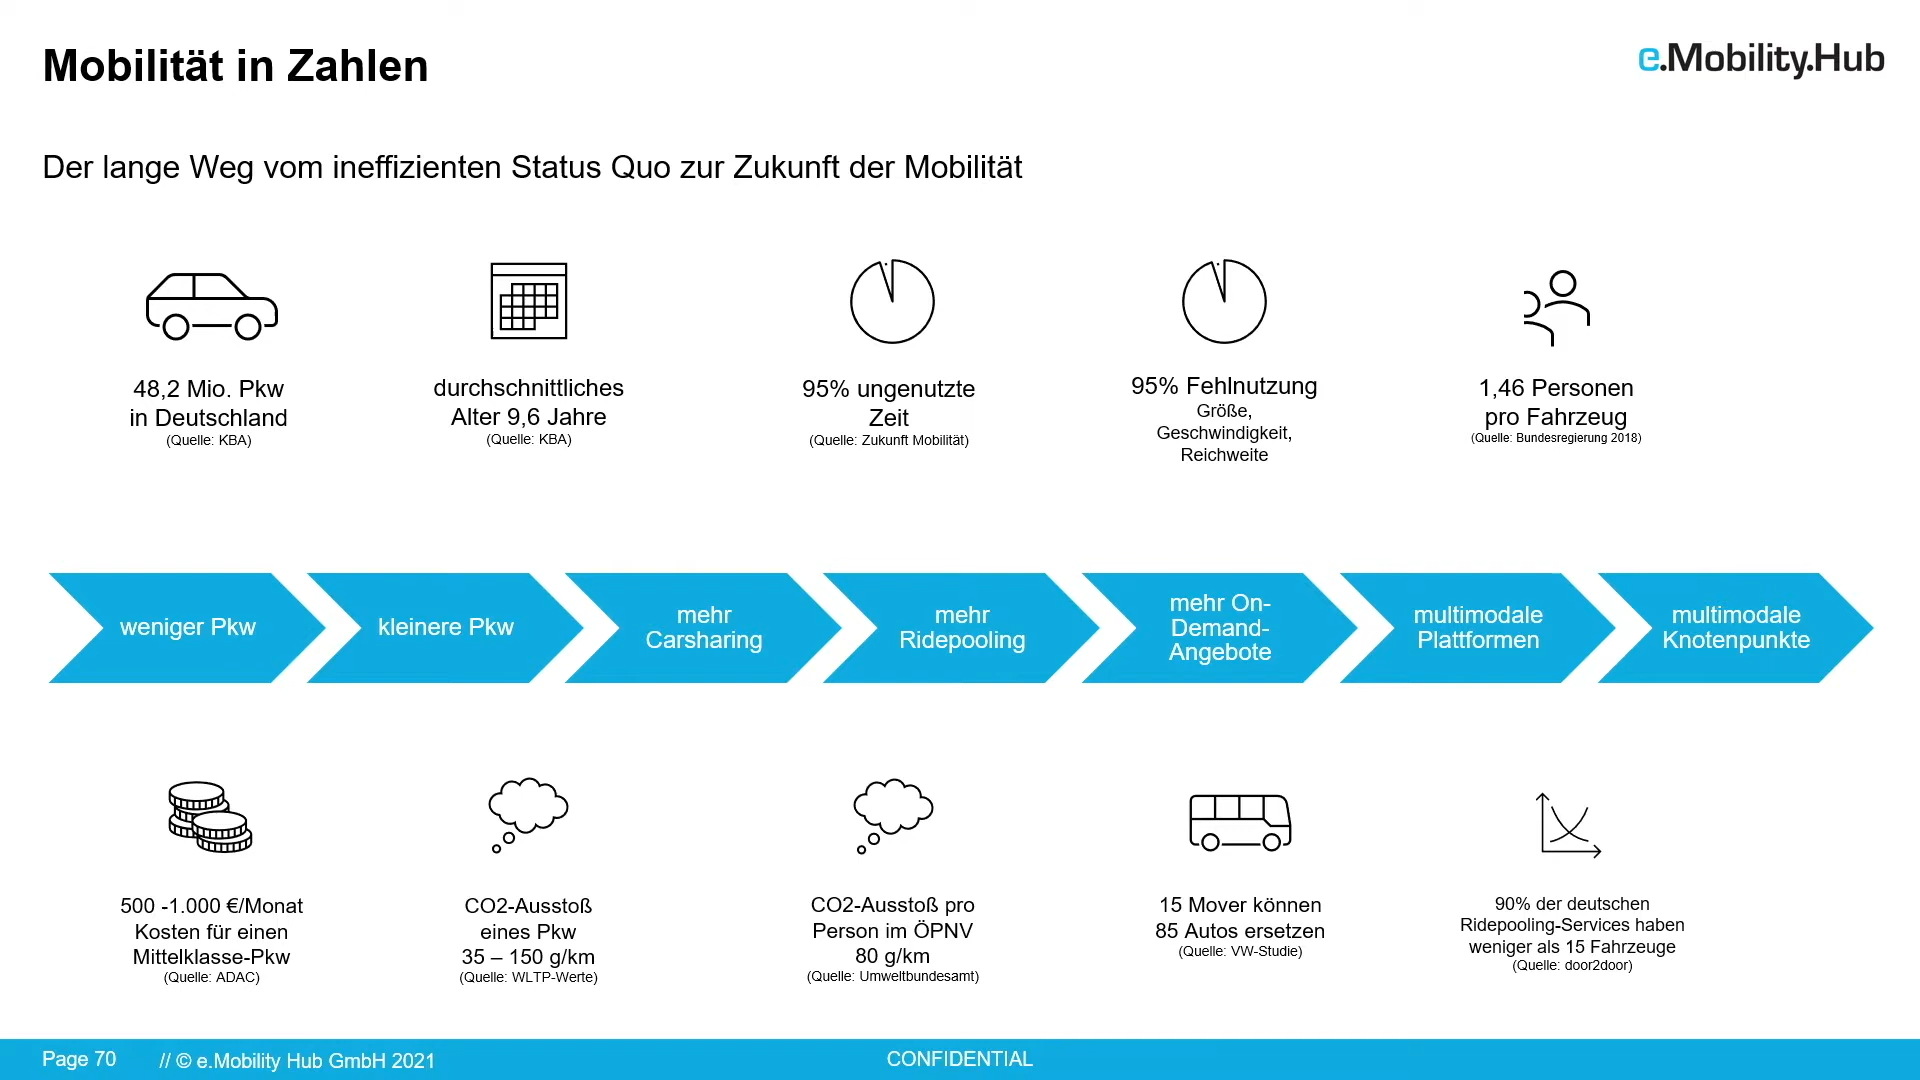 Mobilität in Zahlen
e.Mobility.Hub
Der lange Weg vom ineffizienten Status Quo zur Zukunft der Mobilität
48,2 Mio. Pkw
in Deutschland
(Quelle: KBA)
durchschnittliches
Alter 9,6 Jahre
(Quelle: KBA)
95% ungenutzte
Zeit
(Quelle: Zukunft Mobilität)
95% Fehlnutzung
Größe,
Geschwindigkeit,
Reichweite
1,46 Personen
pro Fahrzeug
(Quelle: Bundesregierung 2018)
weniger Pkw
kleinere Pkw
mehr
Carsharing
mehr
Ridepooling
mehr On-
Demand-
Angebote
multimodale
Plattformen
multimodale
Knotenpunkte
500 -1.000 €/Monat
Kosten für einen
Mittelklasse-Pkw
(Quelle: ADAC)
CO2-Ausstoß
eines Pkw
35 – 150 g/km
(Quelle: WLTP-Werte)
CO2-Ausstoß pro
Person im ÖPNV
80 g/km
(Quelle: Umweltbundesamt)
15 Mover können
85 Autos ersetzen
(Quelle: VW-Studie)
90% der deutschen
Ridepooling-Services haben
weniger als 15 Fahrzeuge
(Quelle: door2door)
Page 70
// © e.Mobility Hub GmbH 2021
CONFIDENTIAL